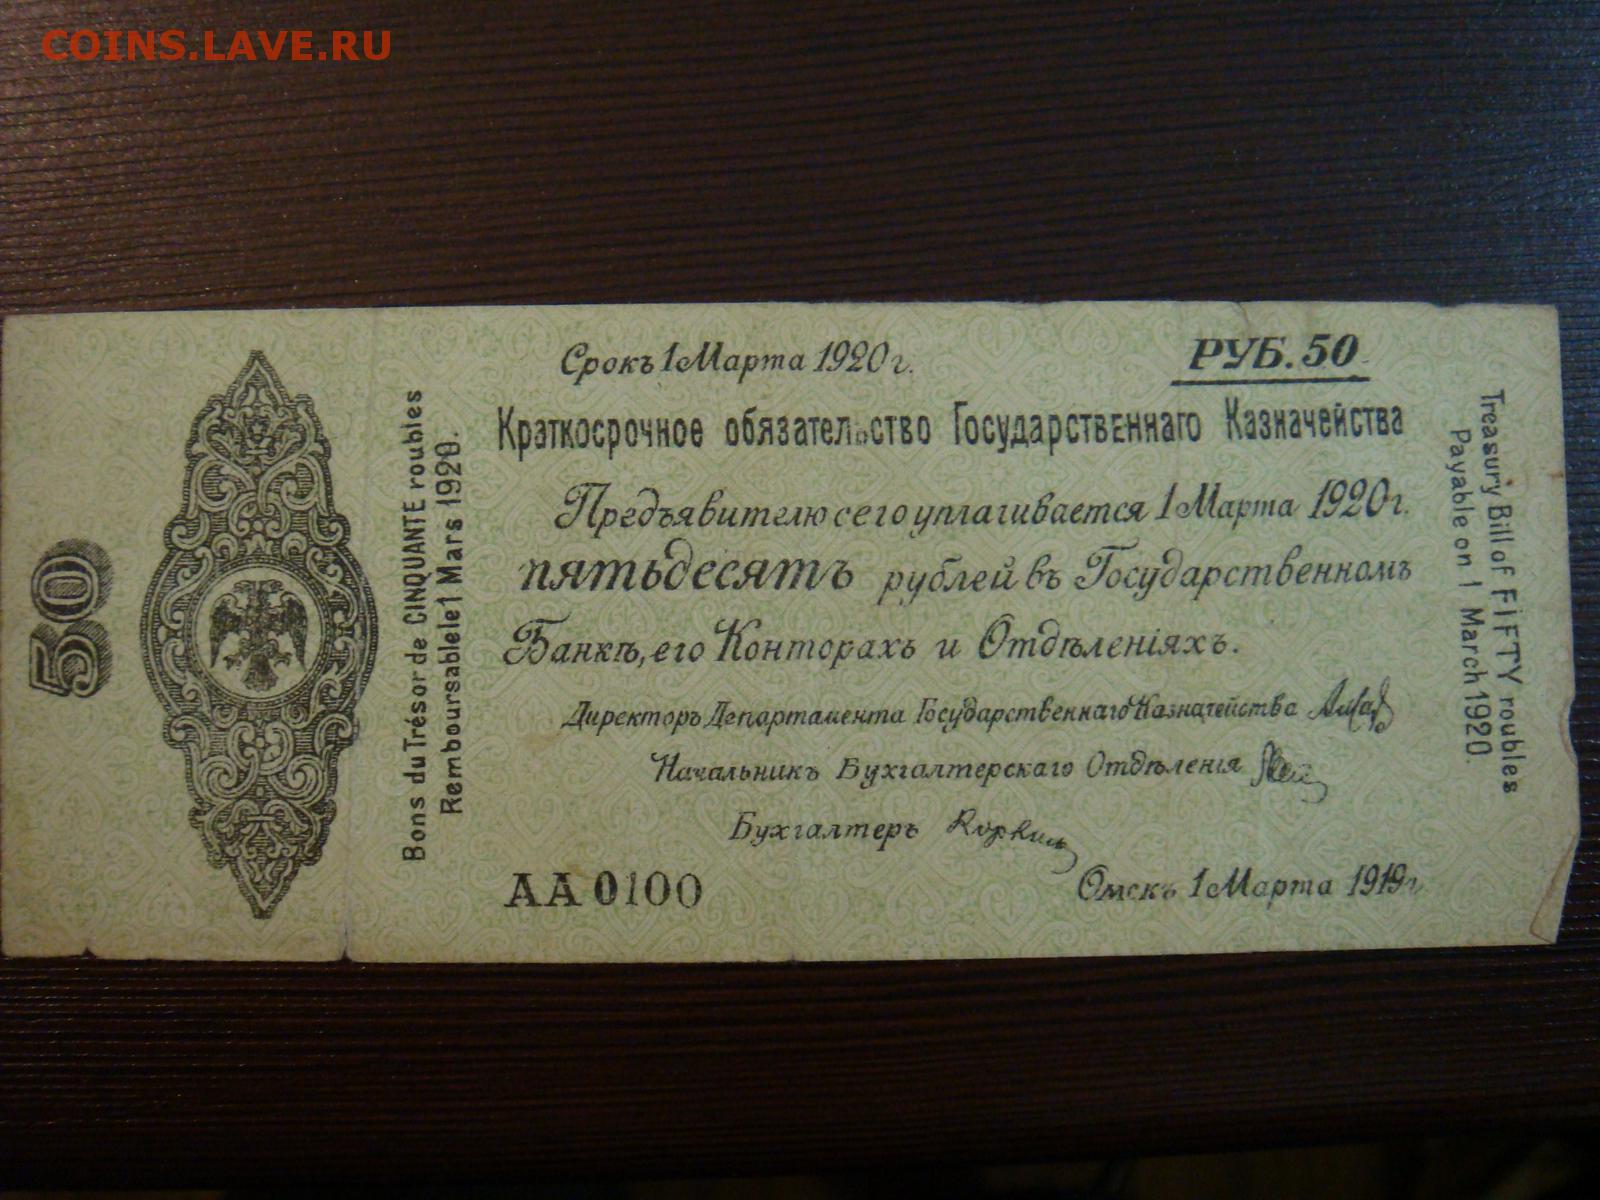 COINS.LAVE.RU
50
Bons du Trésor de CINQUANTE roubles
Remboursablele 1 Mars 1920.
Срокъ 1 Марта 1920 г.
РУБ. 50
Краткосрочное обязательство Государственнаго Казначейства
Предъявителю сего уплачивается 1 Марта 1920 г.
пятьдесятъ рублей въ Государственномъ
Банкѣ, его Конторахъ и Отдѣленіяхъ.
Директоръ Департамента Государственнаго Казначейства
Начальникъ Бухгалтерскаго Отдѣленія
Бухгалтеръ
АА 0100
Омскъ 1 Марта 1919 г.
Treasury Bill of FIFTY roubles
Payable on 1 March 1920.